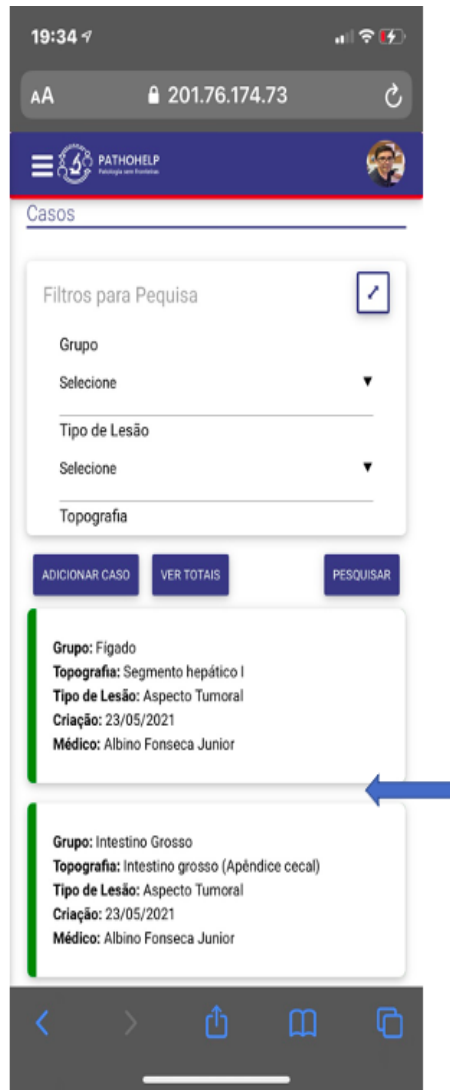 19:34
AA 201.76.174.73
PATHOHELP
Patologia sem fronteiras
Casos
Filtros para Pequisa
Grupo
Selecione
Tipo de Lesão
Selecione
Topografia
ADICIONAR CASO VER TOTAIS PESQUISAR
Grupo: Fígado
Topografia: Segmento hepático I
Tipo de Lesão: Aspecto Tumoral
Criação: 23/05/2021
Médico: Albino Fonseca Junior
Grupo: Intestino Grosso
Topografia: Intestino grosso (Apêndice cecal)
Tipo de Lesão: Aspecto Tumoral
Criação: 23/05/2021
Médico: Albino Fonseca Junior